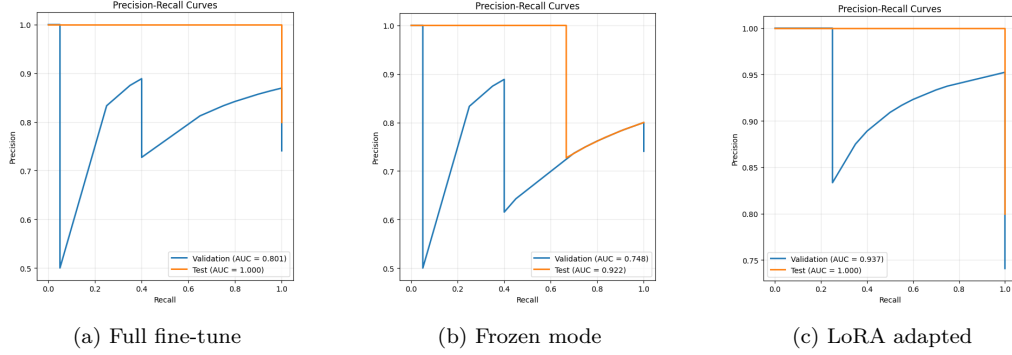 Precision-Recall Curves
1.0
0.9
0.8
0.7
0.6
0.5
Precision
0.0 0.2 0.4 0.6 0.8 1.0
Recall
Validation (AUC = 0.801)
Test (AUC = 1.000)
(a) Full fine-tune
Precision-Recall Curves
1.0
0.9
0.8
0.7
0.6
0.5
Precision
0.0 0.2 0.4 0.6 0.8 1.0
Recall
Validation (AUC = 0.748)
Test (AUC = 0.922)
(b) Frozen mode
Precision-Recall Curves
1.00
0.95
0.90
0.85
0.80
0.75
Precision
0.0 0.2 0.4 0.6 0.8 1.0
Recall
Validation (AUC = 0.937)
Test (AUC = 1.000)
(c) LoRA adapted